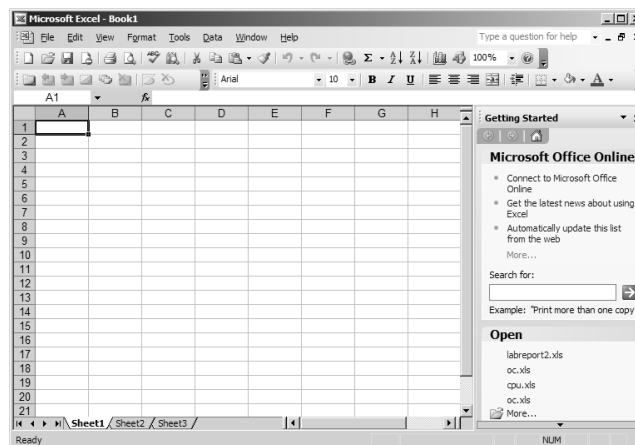 Microsoft Excel - Book1
File Edit View Format Tools Data Window Help
Type a question for help
100%
Arial
10
B I U
A1
fx
A B C D E F G H
1
2
3
4
5
6
7
8
9
10
11
12
13
14
15
16
17
18
19
20
21
Getting Started
Microsoft Office Online
Connect to Microsoft Office
Online
Get the latest news about using
Excel
Automatically update this list
from the web
More...
Search for:
Example: "Print more than one copy
Open
labreport2.xls
oc.xls
cpu.xls
oc.xls
More...
Sheet1 Sheet2 Sheet3
Ready
NUM